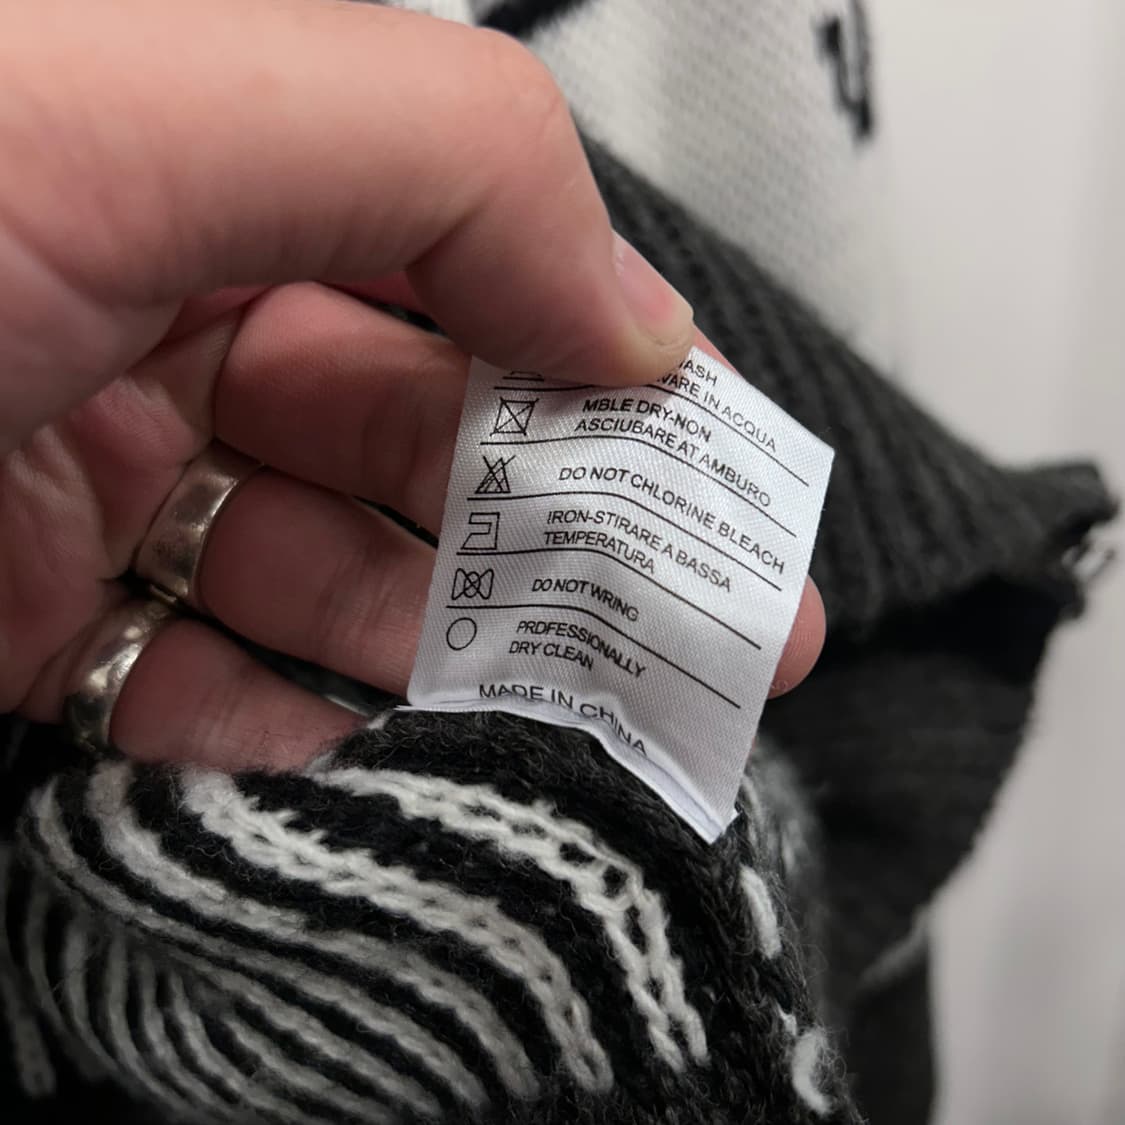 WARE IN ACQUA
MBLE DRY-NON
ASCIUBARE AT AMBURO
DO NOT CHLORINE BLEACH
IRON-STIRARE A BASSA
TEMPERATURA
DO NOT WRING
PRDFESSIONALLY
DRY CLEAN
MADE IN CHINA